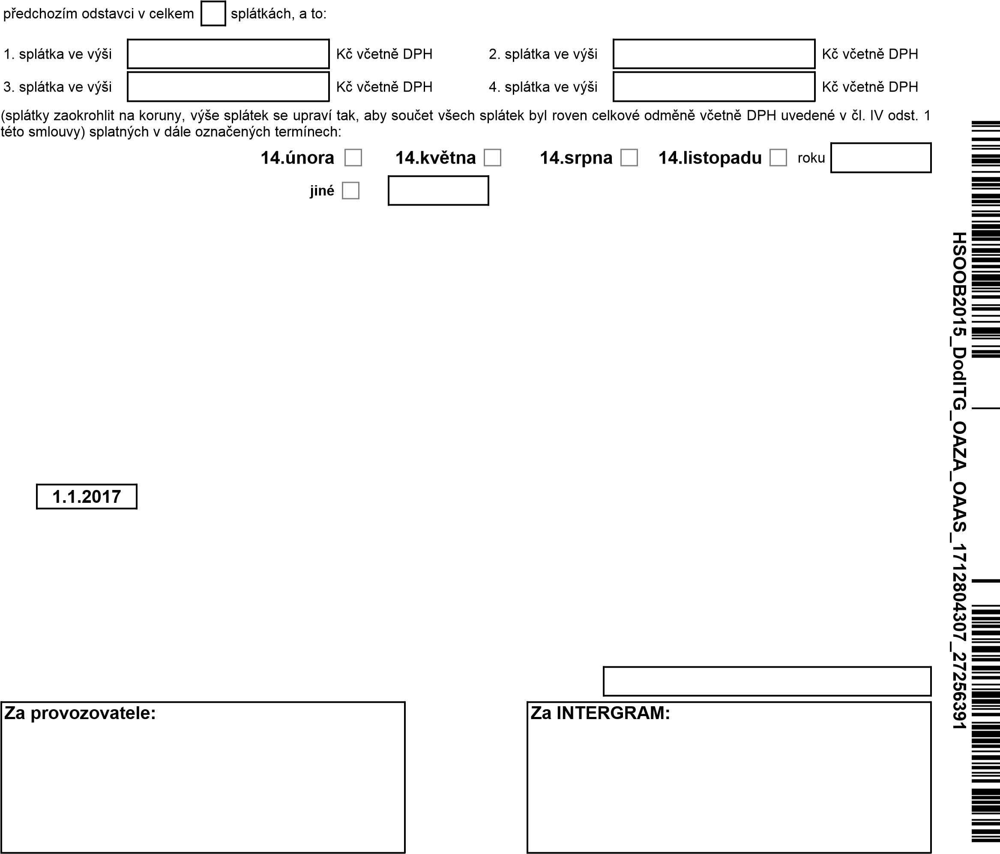 předchozím odstavci v celkem splátkách, a to:
1. splátka ve výši Kč včetně DPH 2. splátka ve výši Kč včetně DPH
3. splátka ve výši Kč včetně DPH 4. splátka ve výši Kč včetně DPH
(splátky zaokrohlit na koruny, výše splátek se upraví tak, aby součet všech splátek byl roven celkové odměně včetně DPH uvedené v čl. IV odst. 1
této smlouvy) splatných v dále označených termínech:
14.února 14.května 14.srpna 14.listopadu roku
jiné
1.1.2017
Za provozovatele: Za INTERGRAM:
HSOOB2015_DodITG_OAZA_OAAS_1712804307_27256391